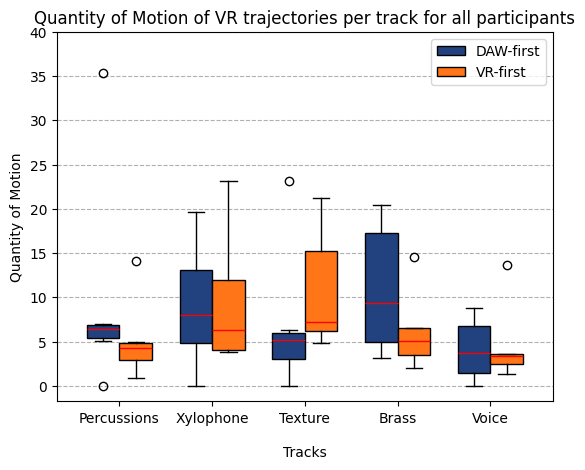 Quantity of Motion of VR trajectories per track for all participants
DAW-first
VR-first
Quantity of Motion
40
35
30
25
20
15
10
5
0
Percussions Xylophone Texture Brass Voice
Tracks